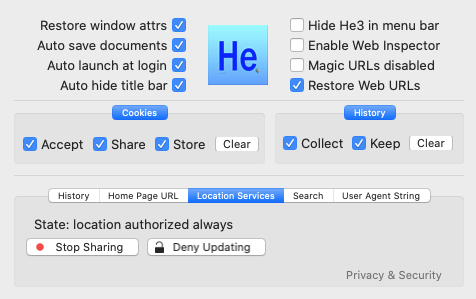 Restore window attrs
Auto save documents
Auto launch at login
Auto hide title bar
He
Hide He3 in menu bar
Enable Web Inspector
Magic URLs disabled
Restore Web URLs
Cookies
Accept Share Store Clear
History
Collect Keep Clear
History Home Page URL Location Services Search User Agent String
State: location authorized always
Stop Sharing Deny Updating
Privacy & Security